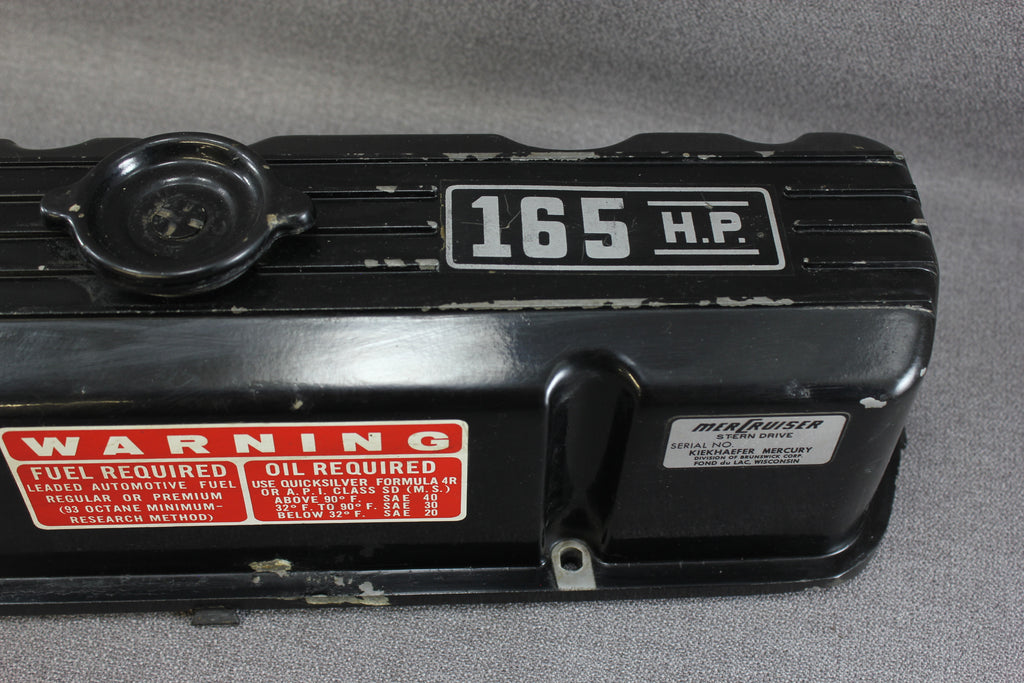 165 H.P.
WARNING
FUEL REQUIRED
LEADED AUTOMOTIVE FUEL
REGULAR OR PREMIUM
(93 OCTANE MINIMUM-
RESEARCH METHOD)
OIL REQUIRED
USE QUICKSILVER FORMULA 4R
OR A.P.I. CLASS SD (M.S.)
ABOVE 90° F. SAE 40
32° F. TO 90° F. SAE 30
BELOW 32° F. SAE 20
MERCRUISER
STERN DRIVE
SERIAL NO.
KIEKHAEFER MERCURY
DIVISION OF BRUNSWICK CORP.
FOND du LAC, WISCONSIN